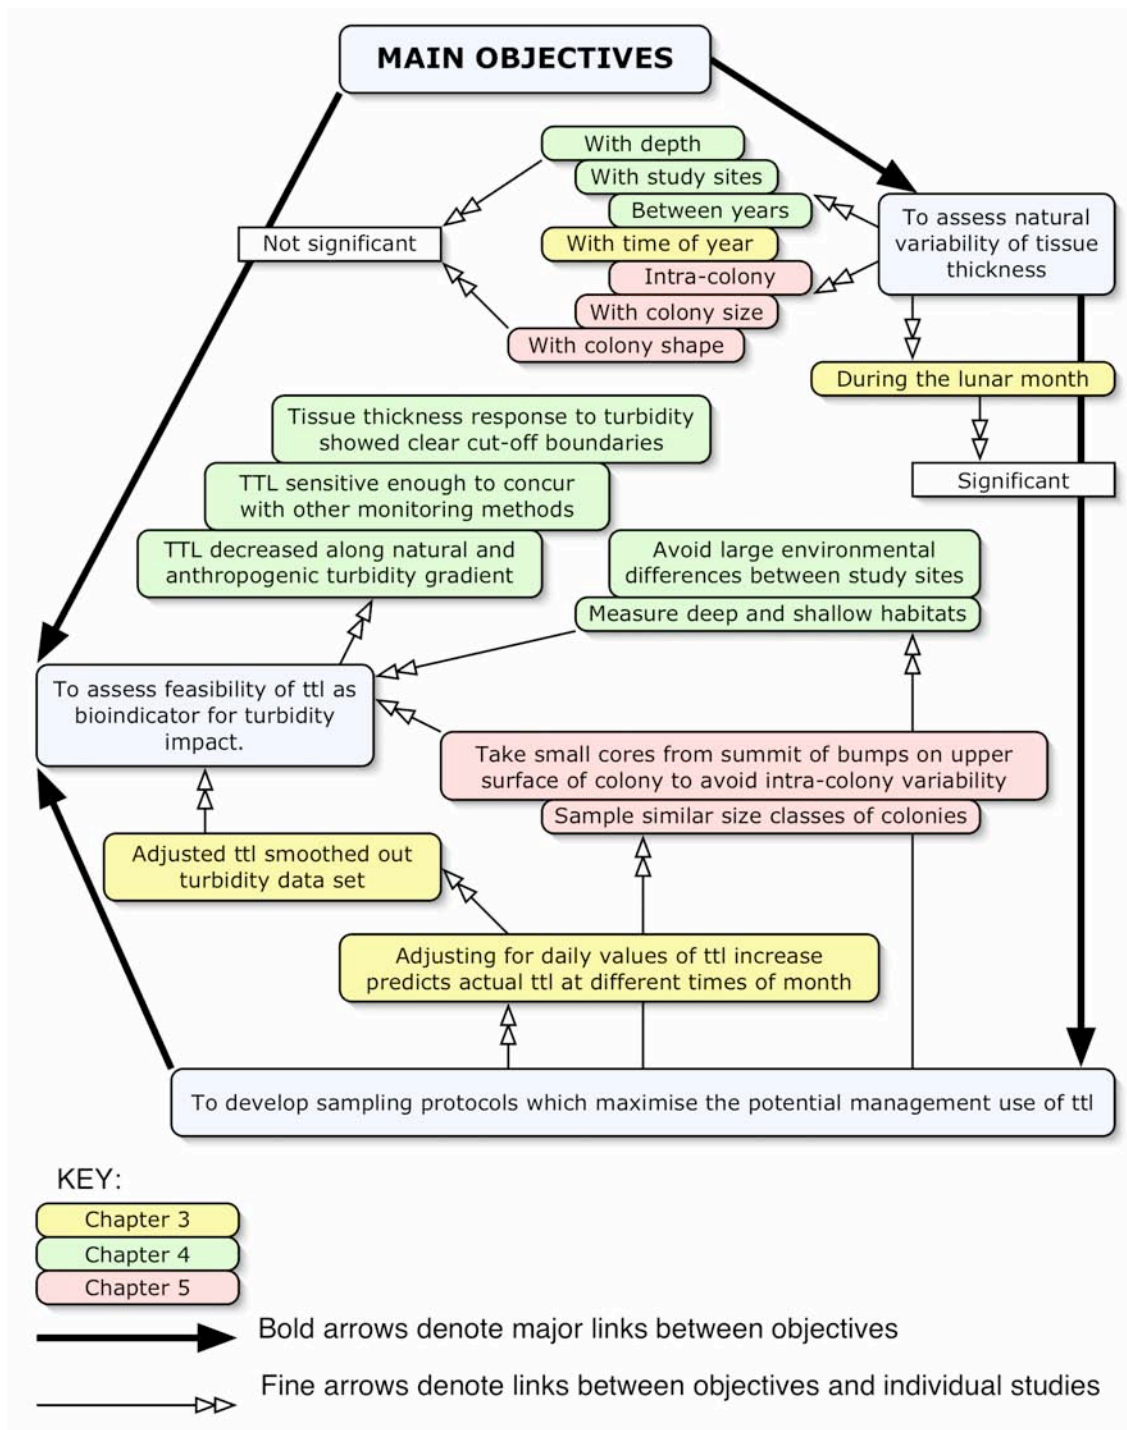 MAIN OBJECTIVES
With depth
With study sites
Between years
With time of year
Intra-colony
With colony size
With colony shape
Not significant
To assess natural
variability of tissue
thickness
During the lunar month
Significant
Tissue thickness response to turbidity
showed clear cut-off boundaries
TTL sensitive enough to concur
with other monitoring methods
TTL decreased along natural and
anthropogenic turbidity gradient
Avoid large environmental
differences between study sites
Measure deep and shallow habitats
To assess feasibility of ttl as
bioindicator for turbidity
impact.
Take small cores from summit of bumps on upper
surface of colony to avoid intra-colony variability
Sample similar size classes of colonies
Adjusted ttl smoothed out
turbidity data set
Adjusting for daily values of ttl increase
predicts actual ttl at different times of month
To develop sampling protocols which maximise the potential management use of ttl
KEY:
Chapter 3
Chapter 4
Chapter 5
Bold arrows denote major links between objectives
Fine arrows denote links between objectives and individual studies